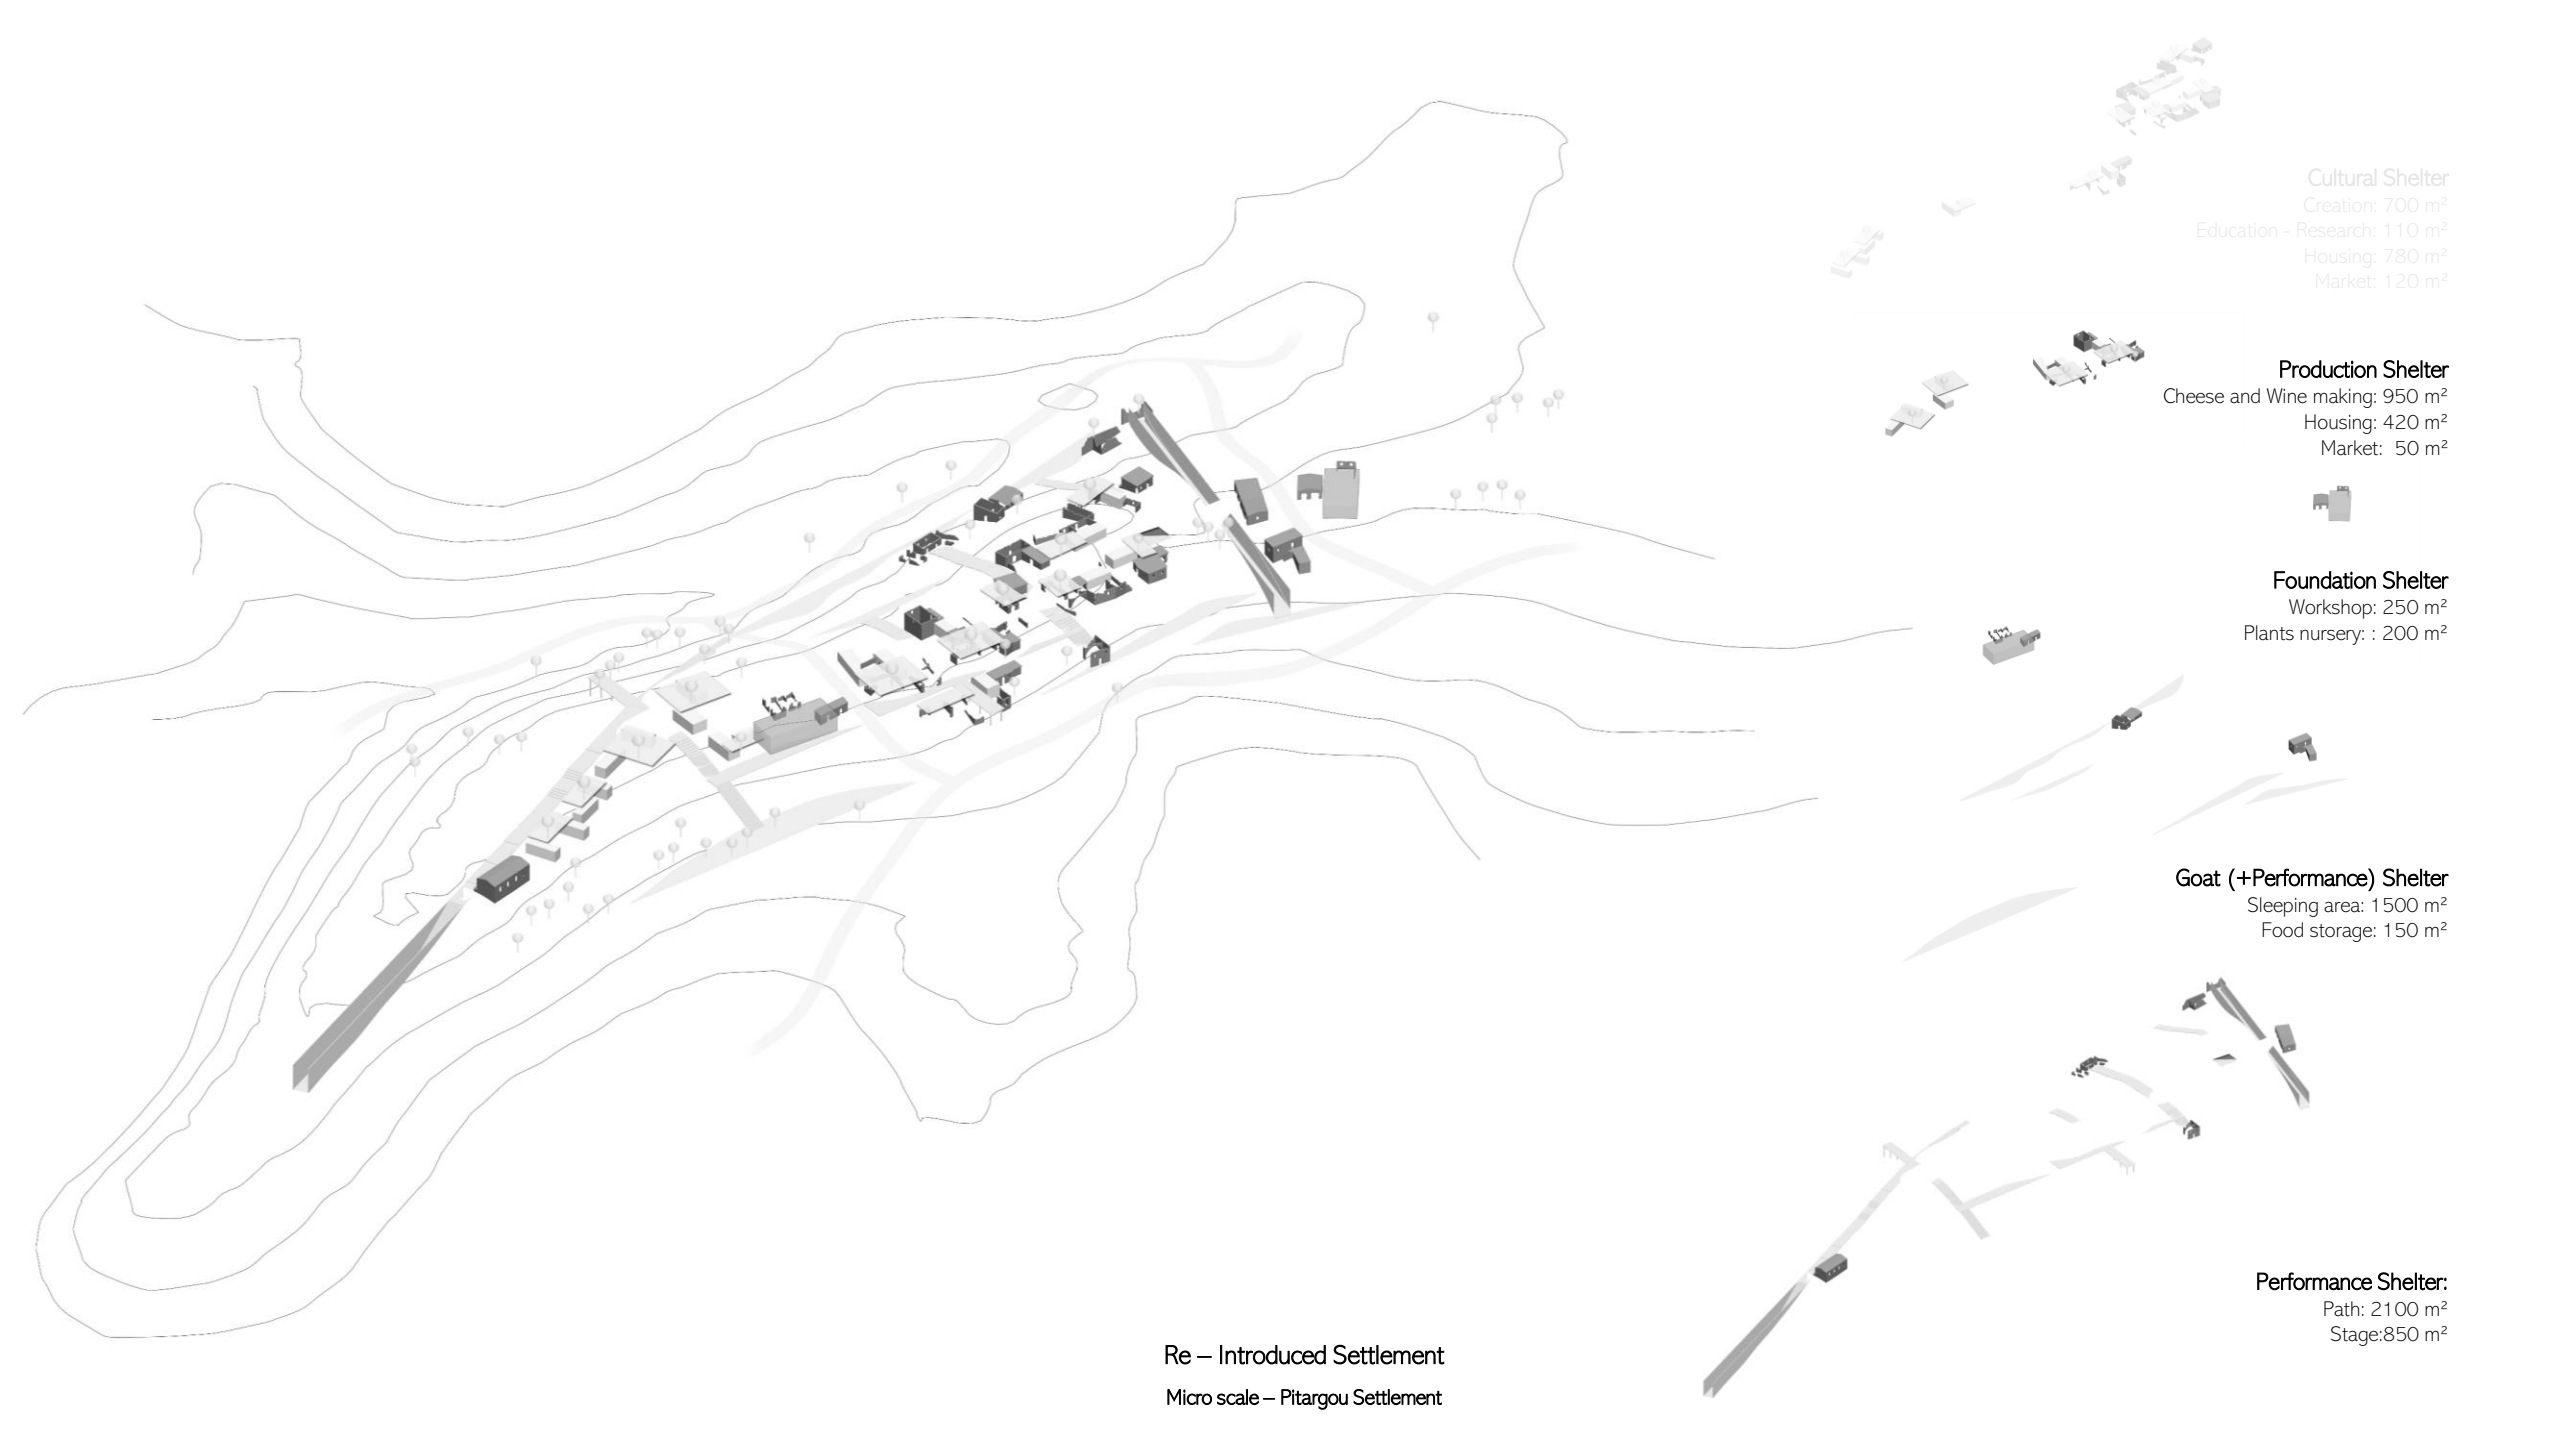 Cultural Shelter
Creation: 700 m²
Education - Research: 110 m²
Housing: 780 m²
Market: 120 m²
Production Shelter
Cheese and Wine making: 950 m²
Housing: 420 m²
Market:  50 m²
Foundation Shelter
Workshop: 250 m²
Plants nursery: : 200 m²
Goat (+Performance) Shelter
Sleeping area: 1500 m²
Food storage: 150 m²
Performance Shelter:
Path: 2100 m²
Stage:850 m²
Re – Introduced Settlement
Micro scale – Pitargou Settlement